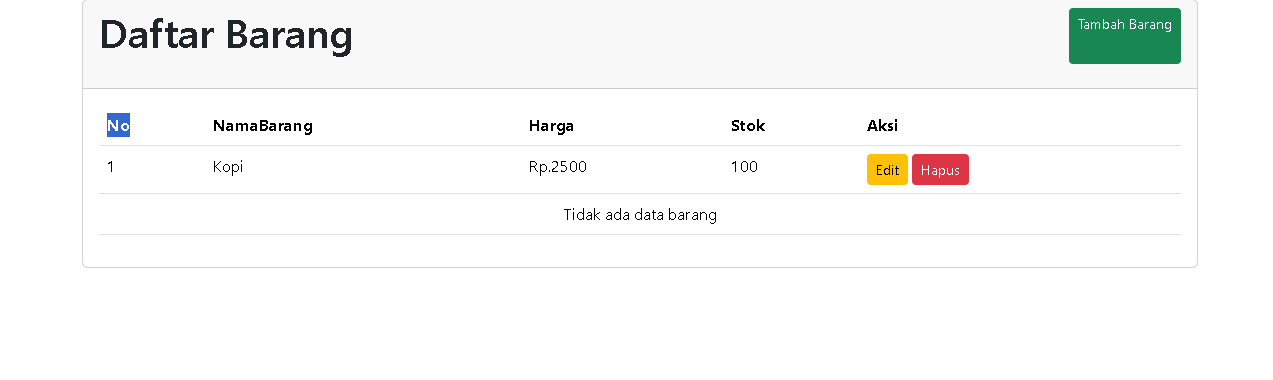 Daftar Barang
Tambah Barang
No NamaBarang Harga Stok Aksi
1 Kopi Rp.2500 100 Edit Hapus
Tidak ada data barang